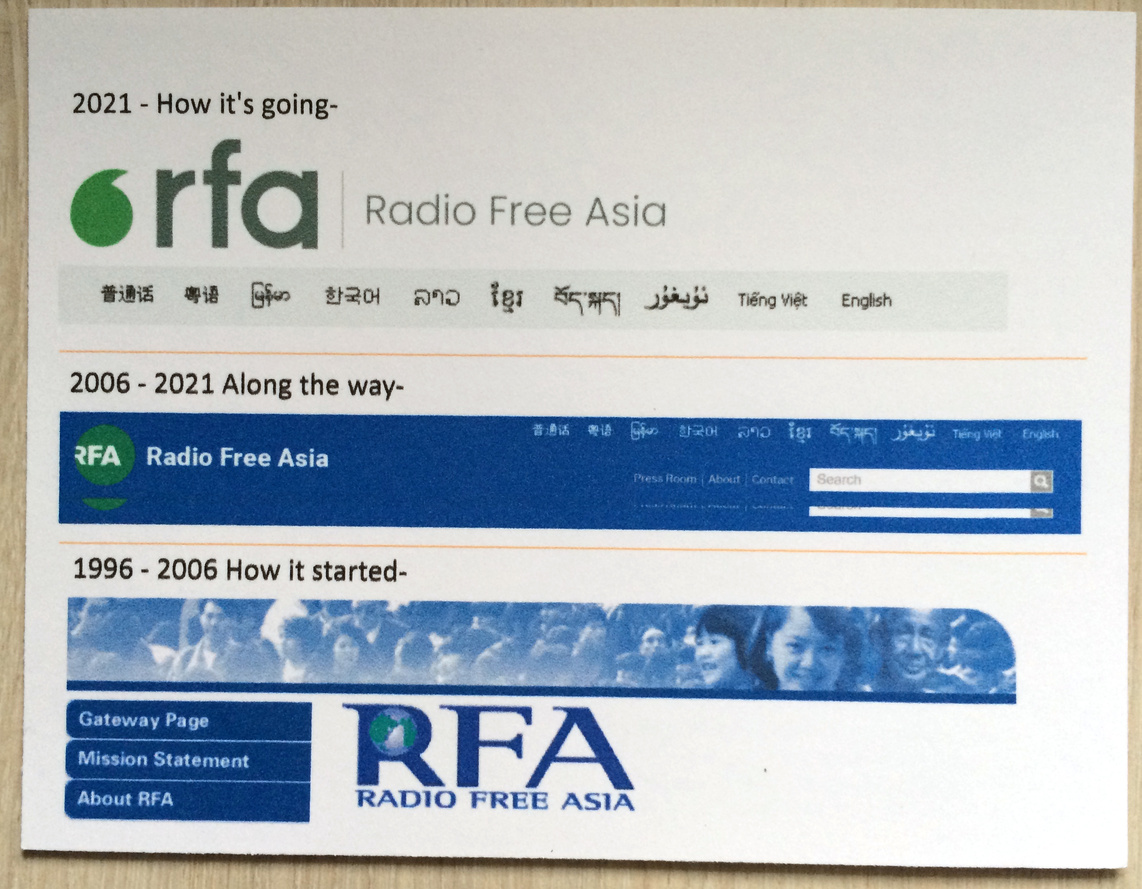 2021 - How it's going-
rfa Radio Free Asia
普通话 粤语 မြန်မာ 한국어 ລາວ ខ្មែរ བོད་སྐད། ئۇيغۇر Tiếng Việt English
2006 - 2021 Along the way-
普通话 粤语 မြန်မာ 한국어 ລາວ ខ្មែរ བོད་སྐད། ئۇيغۇر Tiếng Việt English
RFA Radio Free Asia
Press Room | About | Contact Search
1996 - 2006 How it started-
Gateway Page
Mission Statement
About RFA
RFA
RADIO FREE ASIA